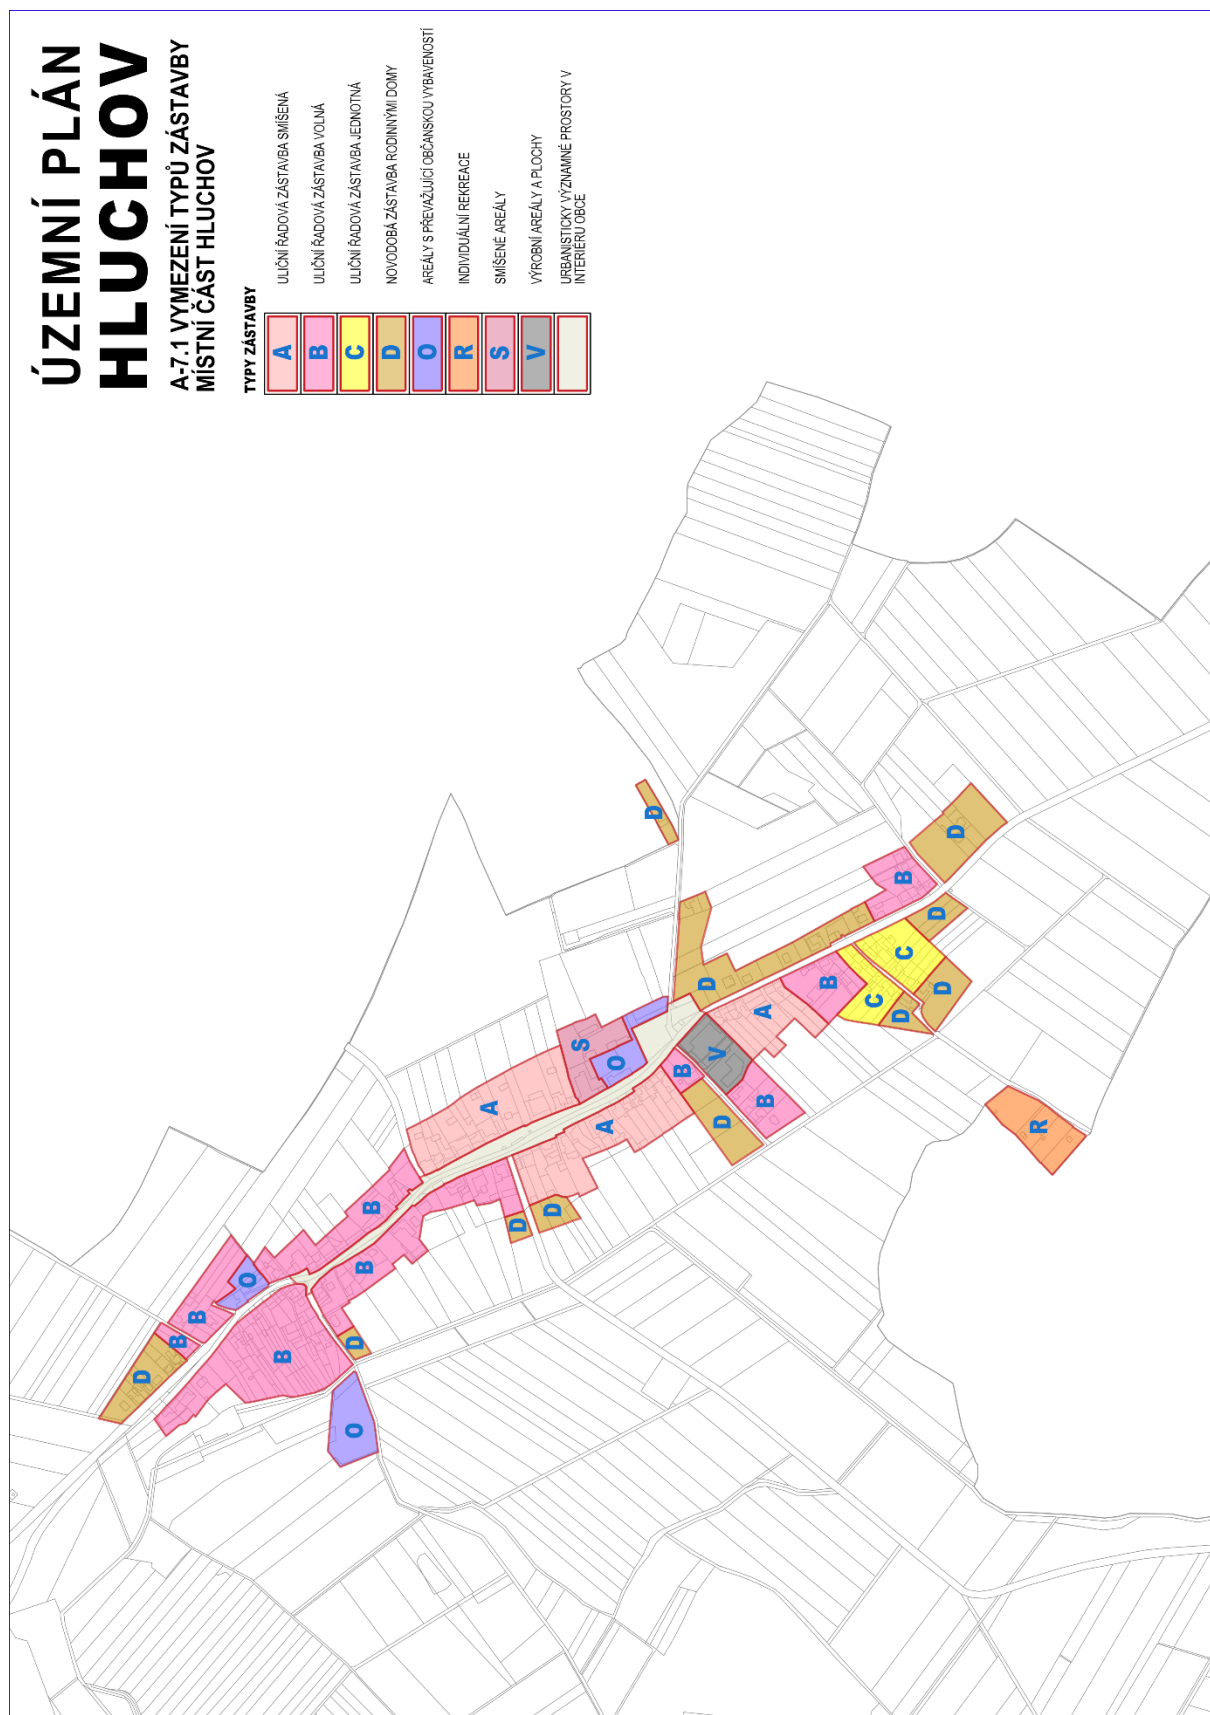 ÚZEMNÍ PLÁN
HLUCHOV
A-7.1 VYMEZENÍ TYPŮ ZÁSTAVBY
MÍSTNÍ ČÁST HLUCHOV
TYPY ZÁSTAVBY
A ULIČNÍ ŘADOVÁ ZÁSTAVBA SMÍŠENÁ
B ULIČNÍ ŘADOVÁ ZÁSTAVBA VOLNÁ
C ULIČNÍ ŘADOVÁ ZÁSTAVBA JEDNOTNÁ
D NOVODOBÁ ZÁSTAVBA RODINNÝMI DOMY
O AREÁLY S PŘEVAŽUJÍCÍ OBČANSKOU VYBAVENOSTÍ
R INDIVIDUÁLNÍ REKREACE
S SMÍŠENÉ AREÁLY
V VÝROBNÍ AREÁLY A PLOCHY
URBANISTICKY VÝZNAMNÉ PROSTORY V
INTERIÉRU OBCE
D
B
B
O
B
B
O
D
B
D
D
A
A
S
O
B
D
V
B
D
D
A
B
C
D
C
D
D
B
D
R